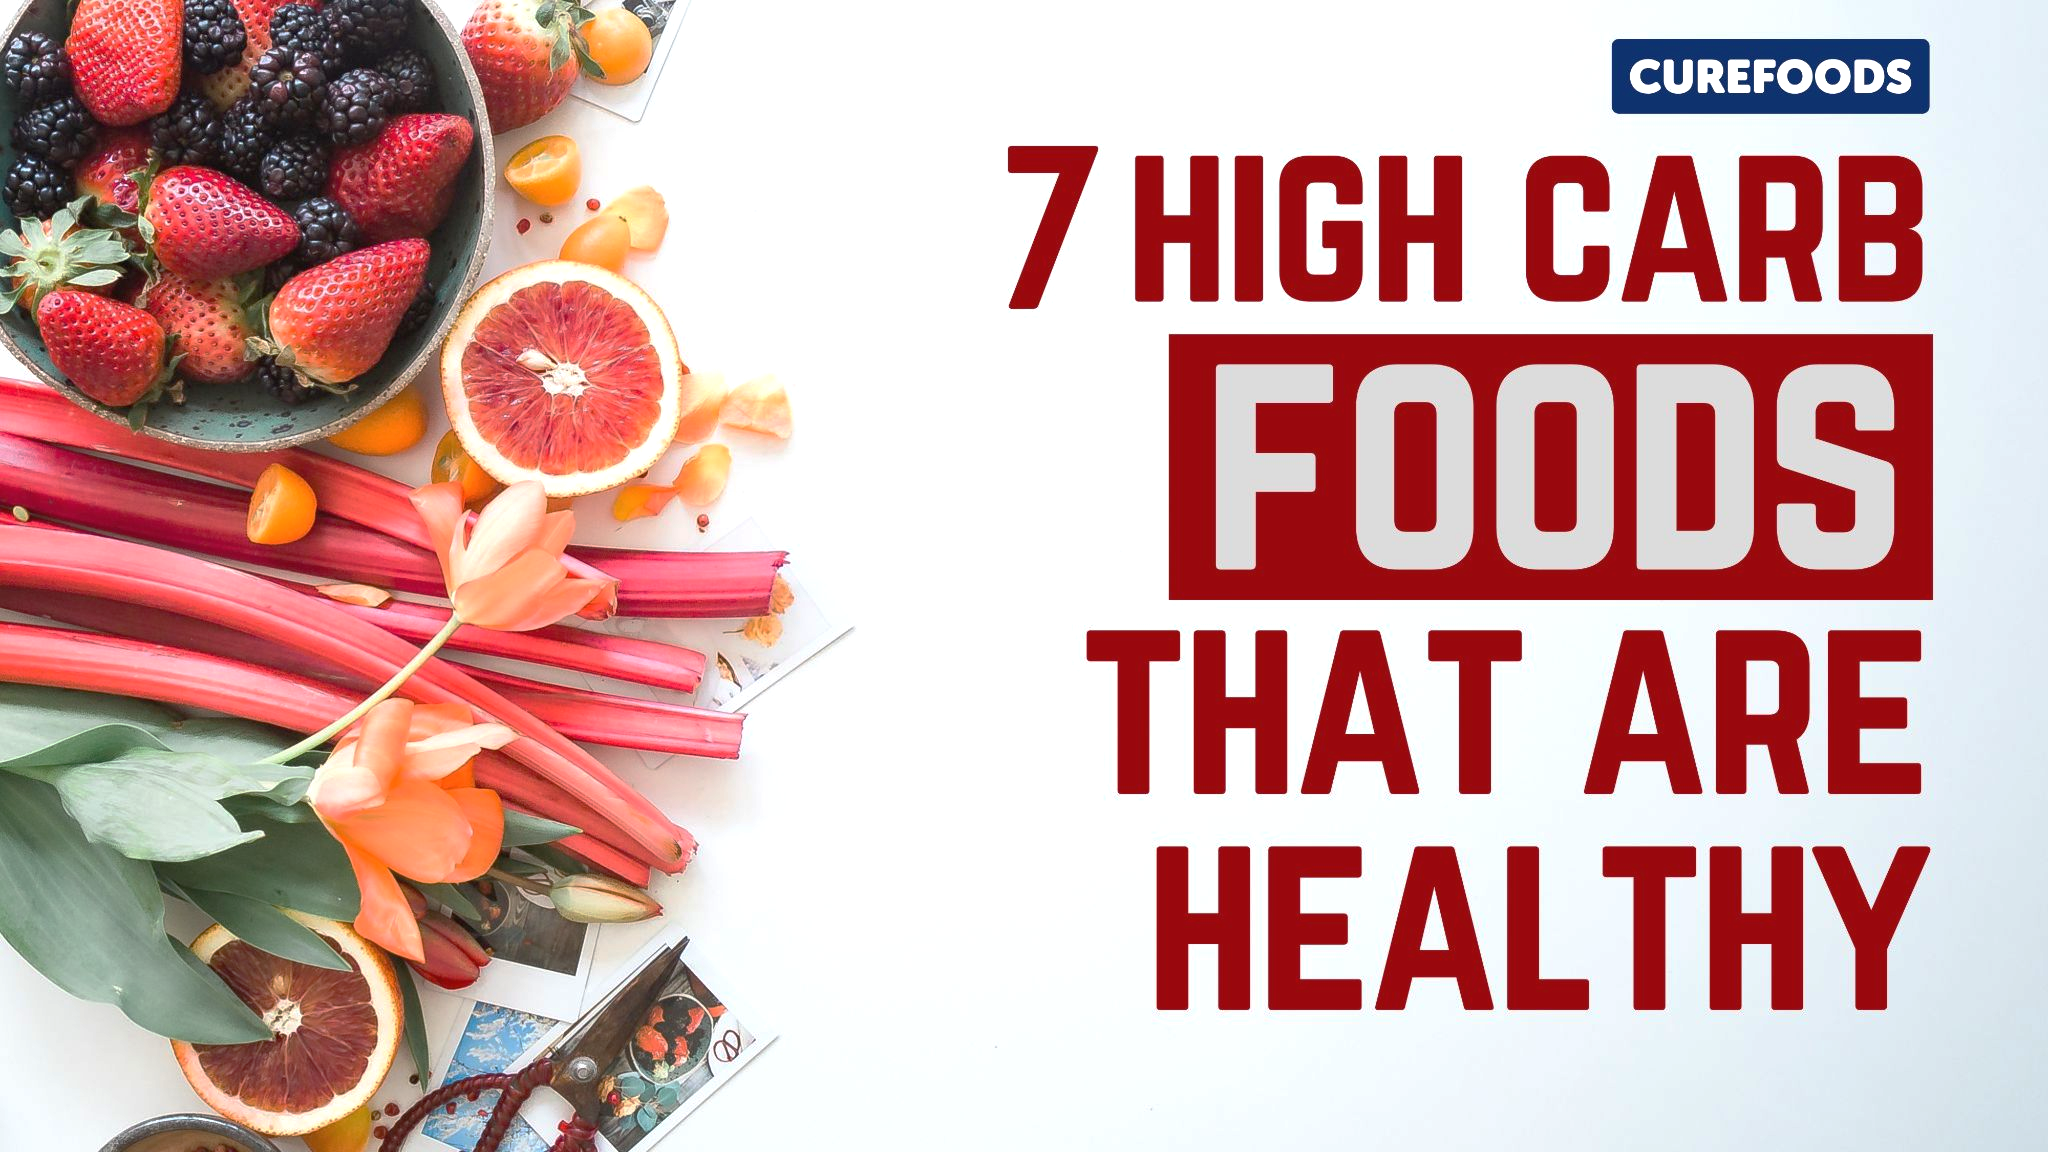 CUREFOODS
7 HIGH CARB
FOODS
THAT ARE
HEALTHY